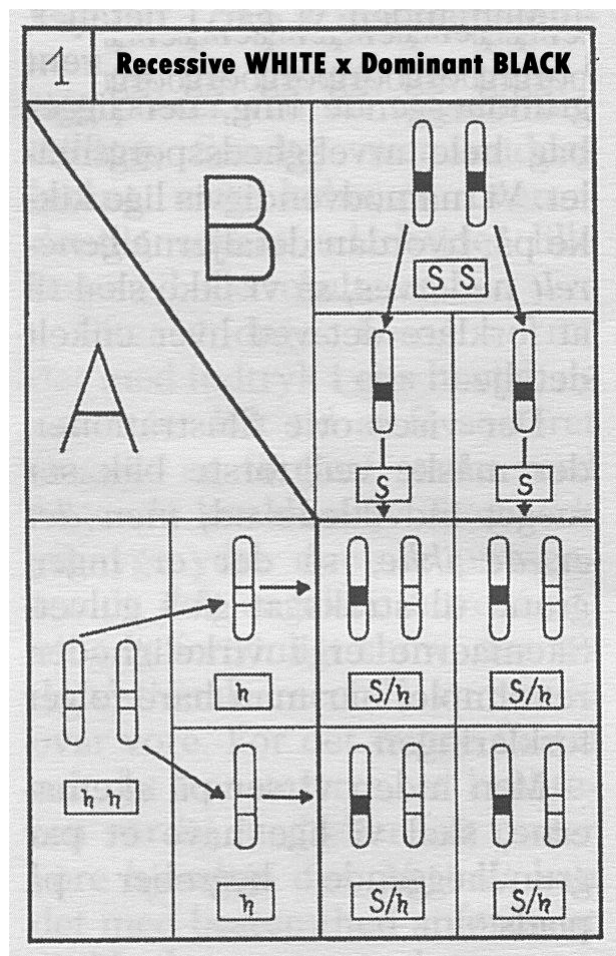 1 Recessive WHITE x Dominant BLACK
B
S S
A
S S
h S/h S/h
h h
h S/h S/h